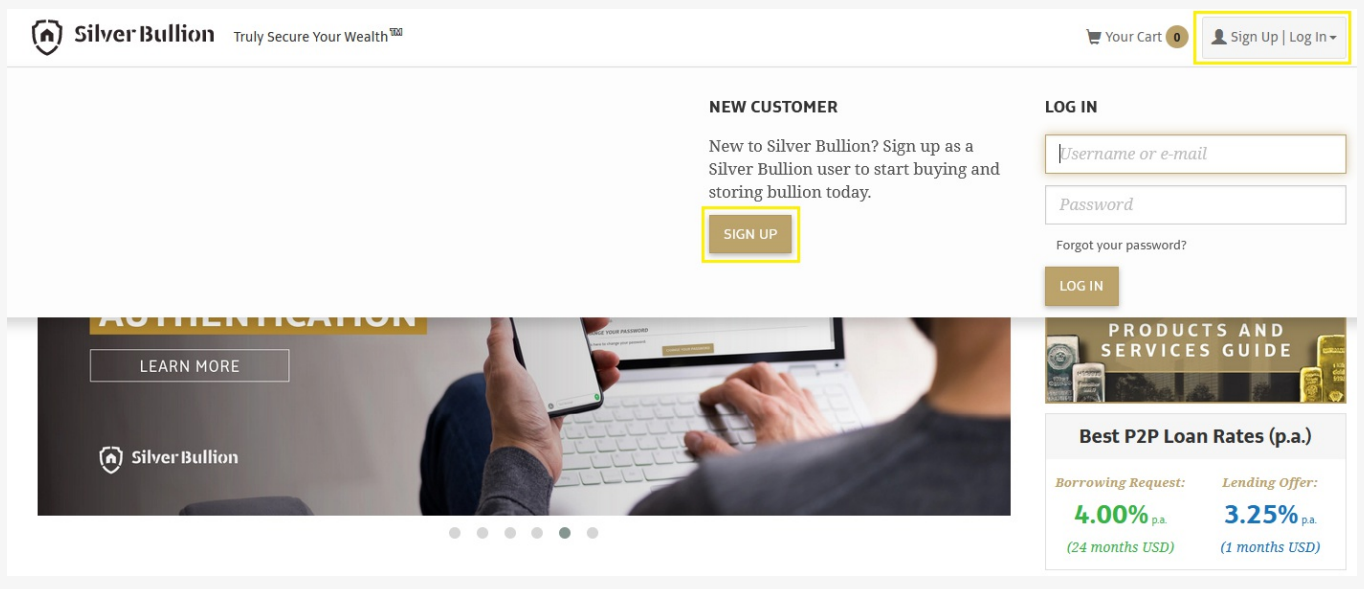 Silver Bullion Truly Secure Your Wealth™
Your Cart 0
Sign Up | Log In
NEW CUSTOMER
New to Silver Bullion? Sign up as a
Silver Bullion user to start buying and
storing bullion today.
SIGN UP
LOG IN
Username or e-mail
Password
Forgot your password?
LOG IN
AUTHENTICATION
LEARN MORE
Silver Bullion
PRODUCTS AND
SERVICES GUIDE
Best P2P Loan Rates (p.a.)
Borrowing Request: Lending Offer:
4.00% p.a. 3.25% p.a.
(24 months USD) (1 months USD)